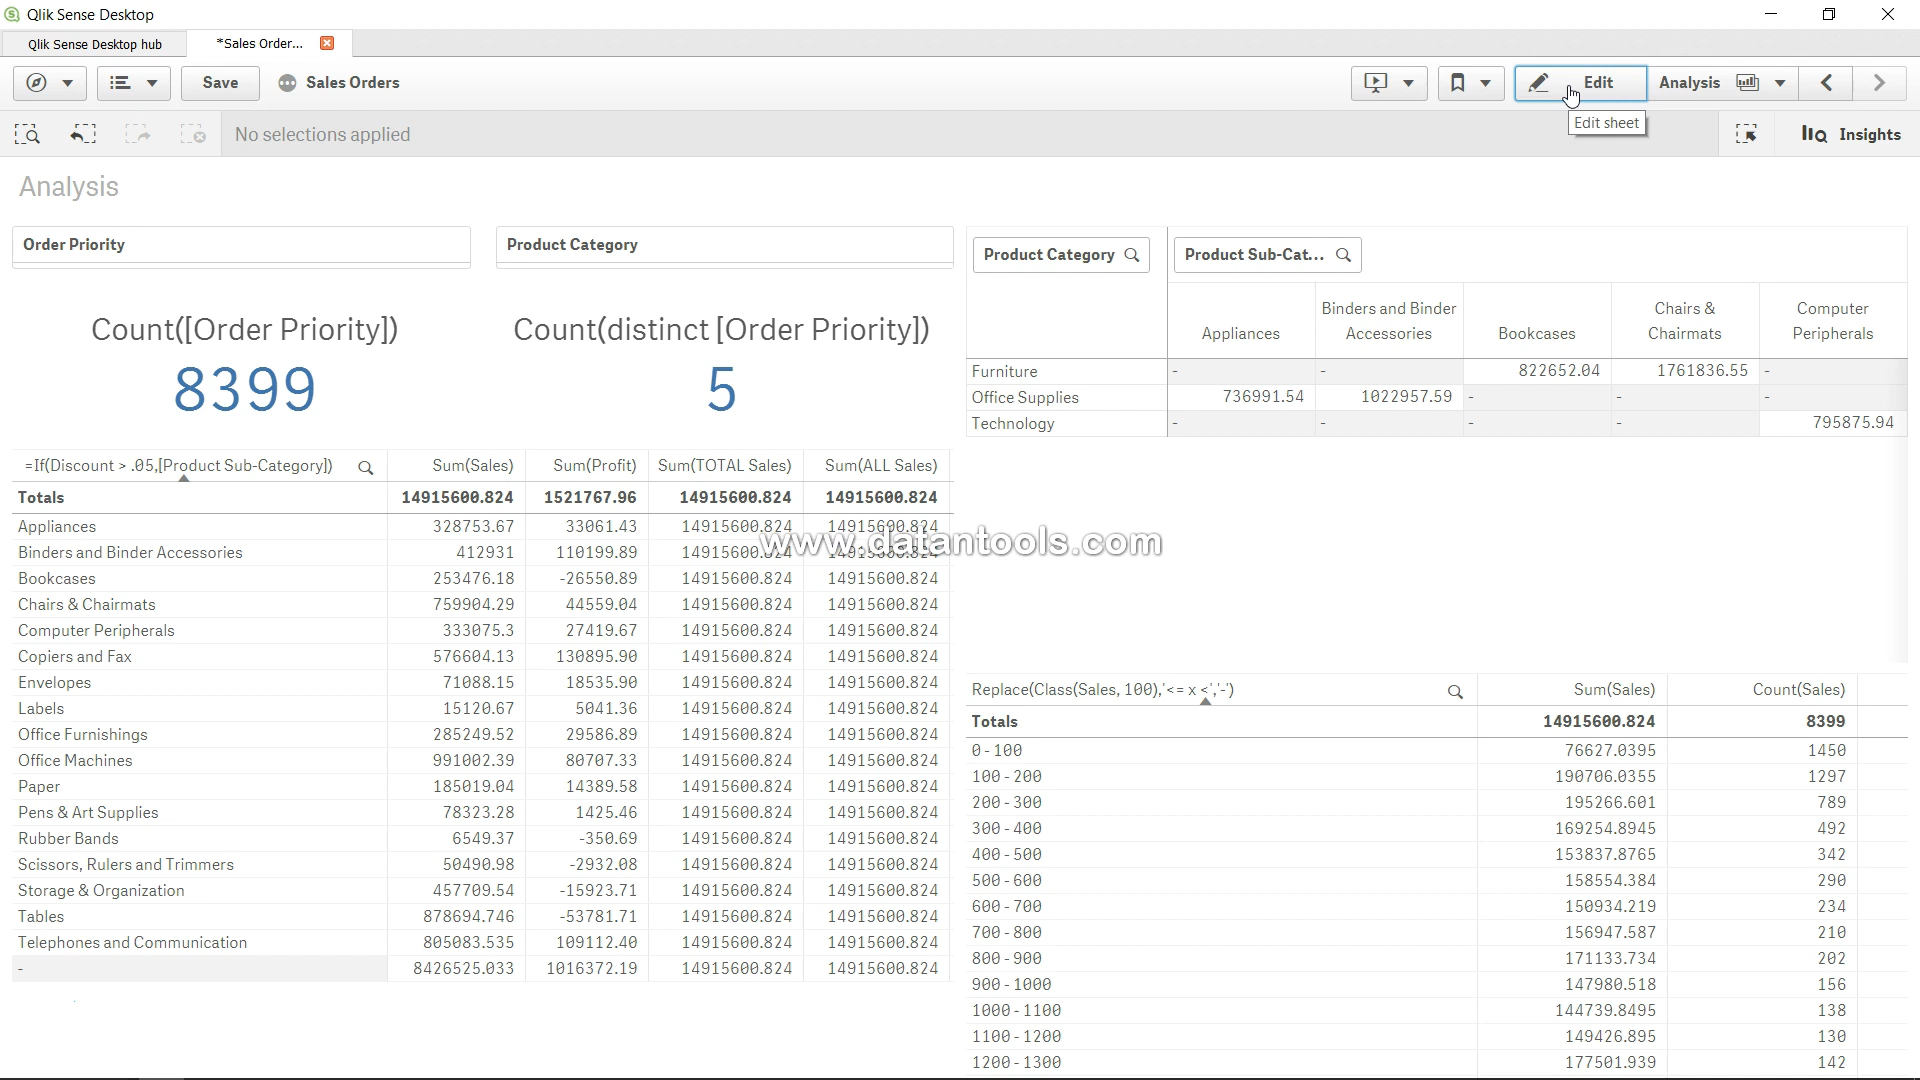 Qlik Sense Desktop
Qlik Sense Desktop hub
*Sales Order...
Save
Sales Orders
Edit
Analysis
Edit sheet
No selections applied
Insights
Analysis
Order Priority
Product Category
Count([Order Priority])
8399
Count(distinct [Order Priority])
5
Product Category
Product Sub-Cat...
Appliances
Binders and Binder
Accessories
Bookcases
Chairs &
Chairmats
Computer
Peripherals
Furniture - - 822652.04 1761836.55 -
Office Supplies 736991.54 1022957.59 - - -
Technology - - - - 795875.94
=If(Discount > .05,[Product Sub-Category]) Sum(Sales) Sum(Profit) Sum(TOTAL Sales) Sum(ALL Sales)
Totals 14915600.824 1521767.96 14915600.824 14915600.824
Appliances 328753.67 33061.43 14915600.824 14915600.824
Binders and Binder Accessories 412931 110199.89 14915600.824 14915600.824
Bookcases 253476.18 -26550.89 14915600.824 14915600.824
Chairs & Chairmats 759904.29 44559.04 14915600.824 14915600.824
Computer Peripherals 333075.3 27419.67 14915600.824 14915600.824
Copiers and Fax 576604.13 130895.90 14915600.824 14915600.824
Envelopes 71088.15 18535.90 14915600.824 14915600.824
Labels 15120.67 5041.36 14915600.824 14915600.824
Office Furnishings 285249.52 29586.89 14915600.824 14915600.824
Office Machines 991002.39 80707.33 14915600.824 14915600.824
Paper 185019.04 14389.58 14915600.824 14915600.824
Pens & Art Supplies 78323.28 1425.46 14915600.824 14915600.824
Rubber Bands 6549.37 -350.69 14915600.824 14915600.824
Scissors, Rulers and Trimmers 50490.98 -2932.08 14915600.824 14915600.824
Storage & Organization 457709.54 -15923.71 14915600.824 14915600.824
Tables 878694.746 -53781.71 14915600.824 14915600.824
Telephones and Communication 805083.535 109112.40 14915600.824 14915600.824
- 8426525.033 1016372.19 14915600.824 14915600.824
www.datantools.com
Replace(Class(Sales, 100),'<= x <','-') Sum(Sales) Count(Sales)
Totals 14915600.824 8399
0 - 100 76627.0395 1450
100 - 200 190706.0355 1297
200 - 300 195266.601 789
300 - 400 169254.8945 492
400 - 500 153837.8765 342
500 - 600 158554.384 290
600 - 700 150934.219 234
700 - 800 156947.587 210
800 - 900 171133.734 202
900 - 1000 147980.518 156
1000 - 1100 144739.8495 138
1100 - 1200 149426.895 130
1200 - 1300 177501.939 142